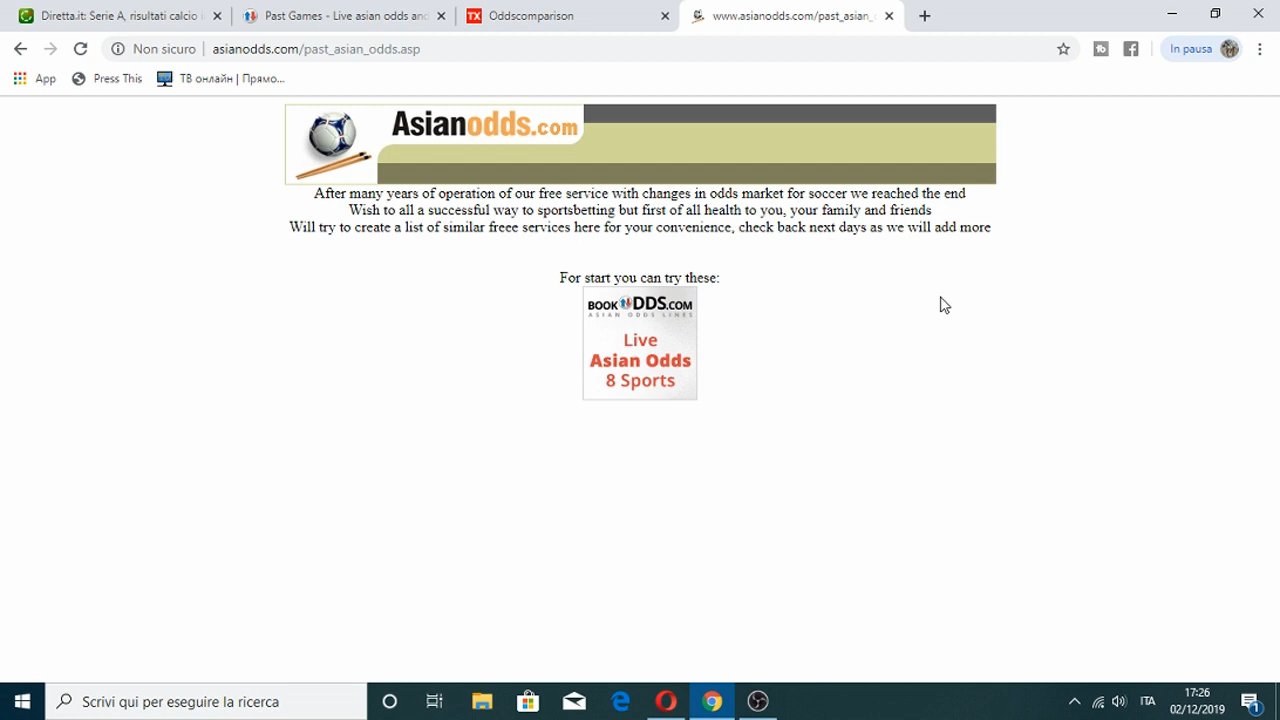 Diretta.it: Serie A, risultati calcio i
Past Games - Live asian odds and
TX Oddscomparison
www.asianodds.com/past_asian_
Non sicuro
asianodds.com/past_asian_odds.asp
In pausa
App
Press This
ТВ онлайн | Прямо...
Asianodds.com
After many years of operation of our free service with changes in odds market for soccer we reached the end
Wish to all a successful way to sportsbetting but first of all health to you, your family and friends
Will try to create a list of similar freee services here for your convenience, check back next days as we will add more
For start you can try these:
BOOKODDS.COM
ASIAN ODDS LINES
Live
Asian Odds
8 Sports
Scrivi qui per eseguire la ricerca
ITA
17:26
02/12/2019
1